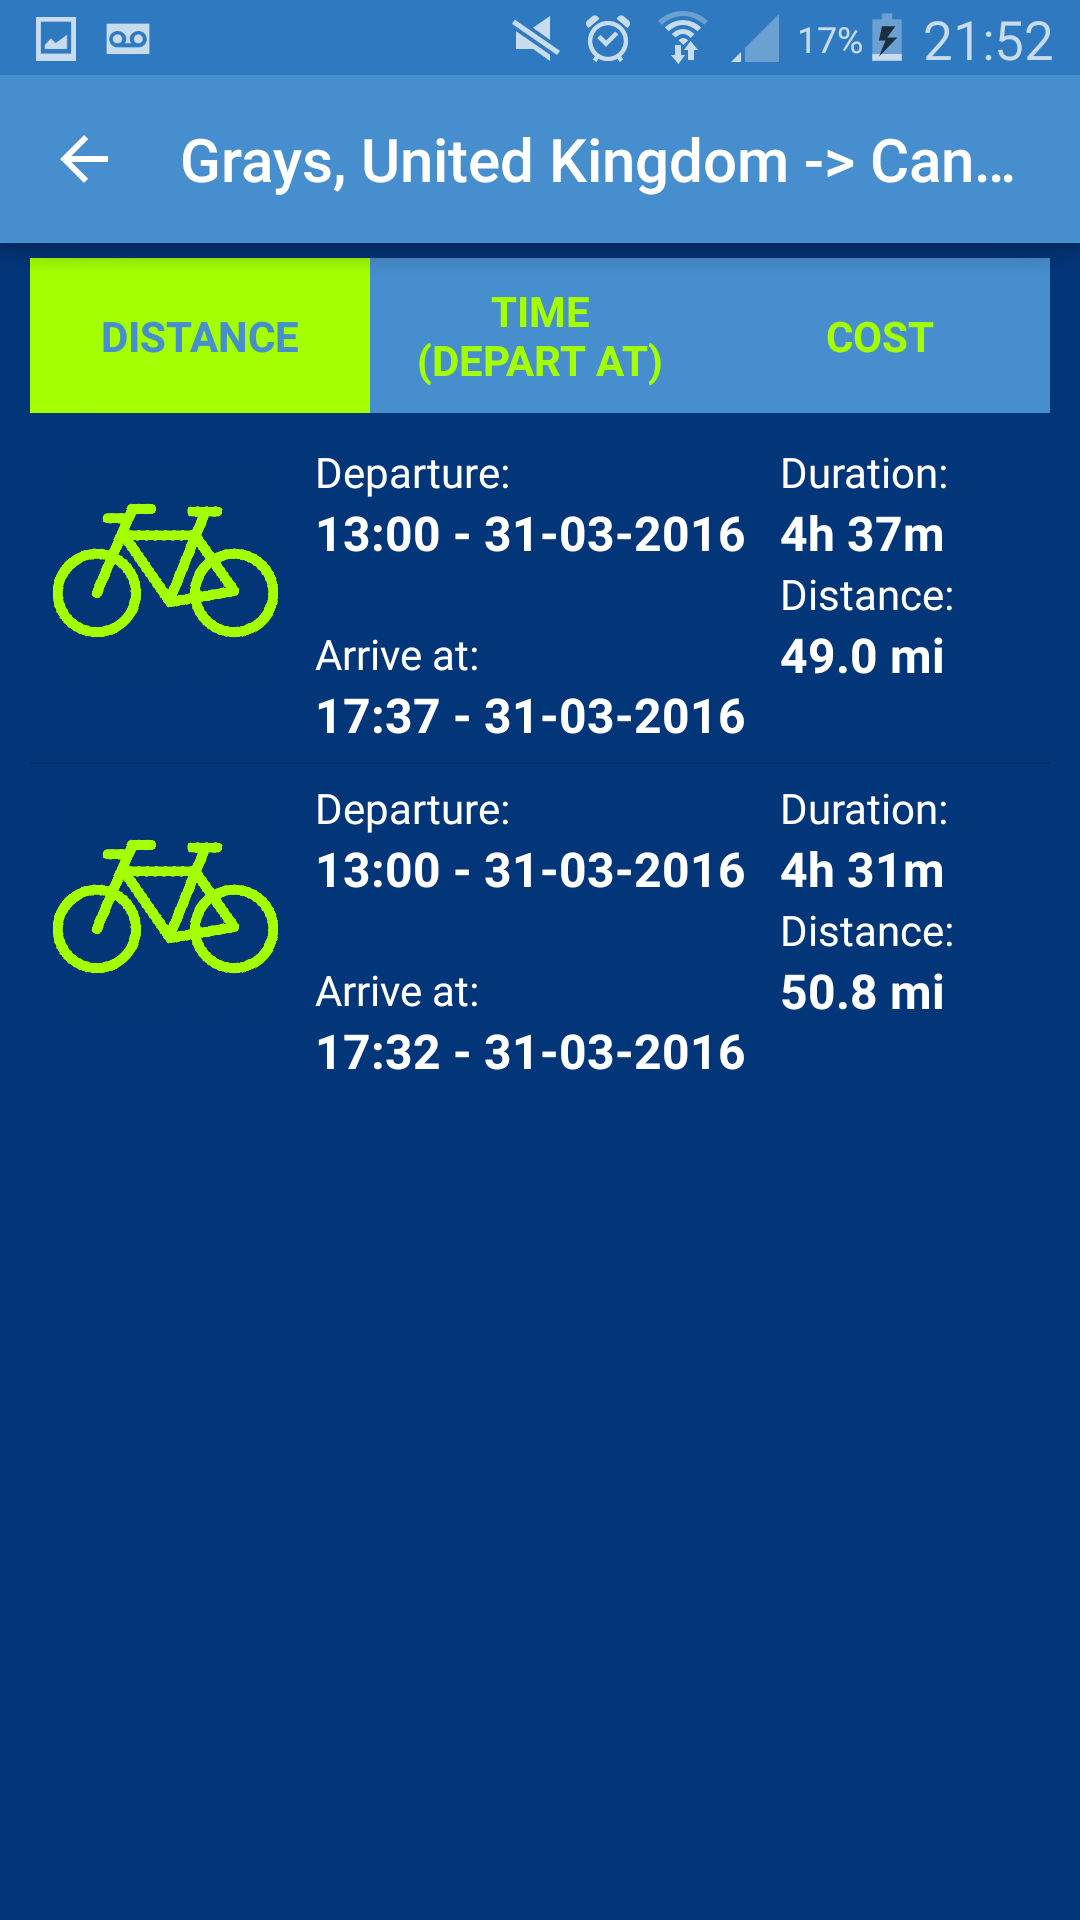 17% 21:52
Grays, United Kingdom -> Can...
DISTANCE
TIME
(DEPART AT)
COST
Departure:
13:00 - 31-03-2016
Arrive at:
17:37 - 31-03-2016
Duration:
4h 37m
Distance:
49.0 mi
Departure:
13:00 - 31-03-2016
Arrive at:
17:32 - 31-03-2016
Duration:
4h 31m
Distance:
50.8 mi